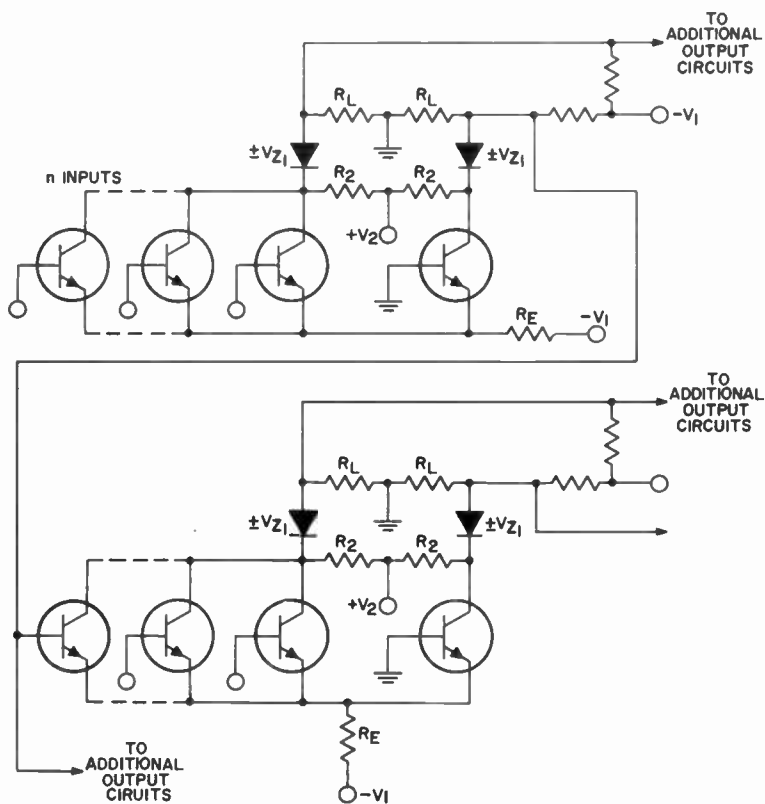 TO
ADDITIONAL
OUTPUT
CIRCUITS
RL RL
-V1
±VZ1 ±VZ1
n INPUTS
R2 R2
+V2
RE -V1
TO
ADDITIONAL
OUTPUT
CIRCUITS
RL RL
±VZ1 ±VZ1
R2 R2
+V2
RE
TO
ADDITIONAL
OUTPUT
CIRUITS
-V1